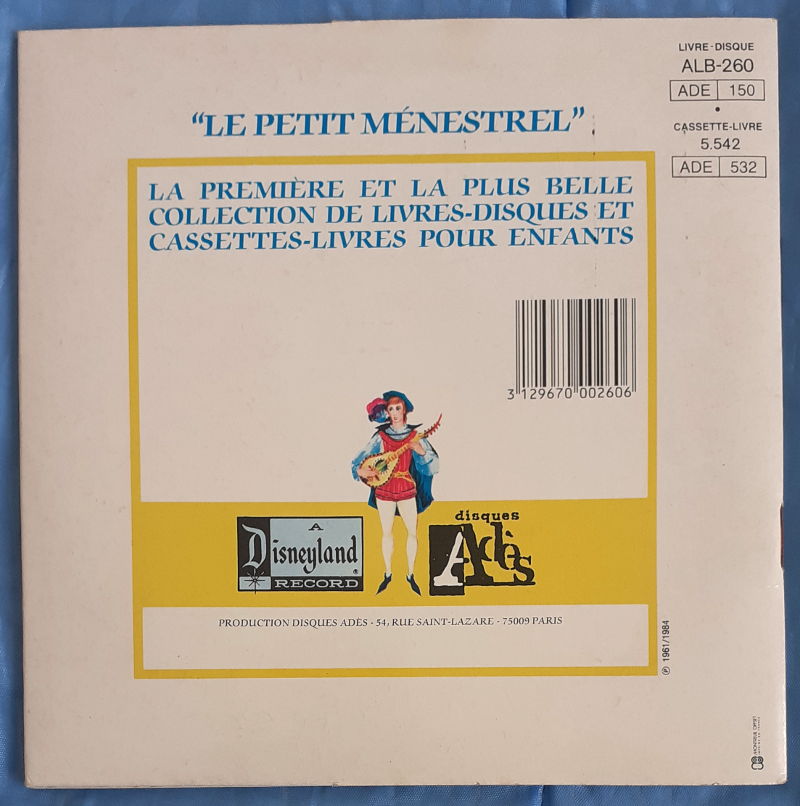 LIVRE-DISQUE
ALB-260
ADE 150
•
CASSETTE-LIVRE
5.542
ADE 532
"LE PETIT MÉNESTREL"
LA PREMIÈRE ET LA PLUS BELLE
COLLECTION DE LIVRES-DISQUES ET
CASSETTES-LIVRES POUR ENFANTS
3 129670 002606
A
Disneyland
®
RECORD
disques
Adès
PRODUCTION DISQUES ADÈS - 54, RUE SAINT-LAZARE - 75009 PARIS
℗ 1961/1984